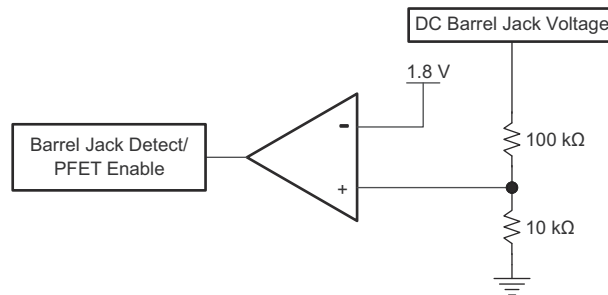 DC Barrel Jack Voltage
1.8 V
Barrel Jack Detect/
PFET Enable
100 kΩ
10 kΩ